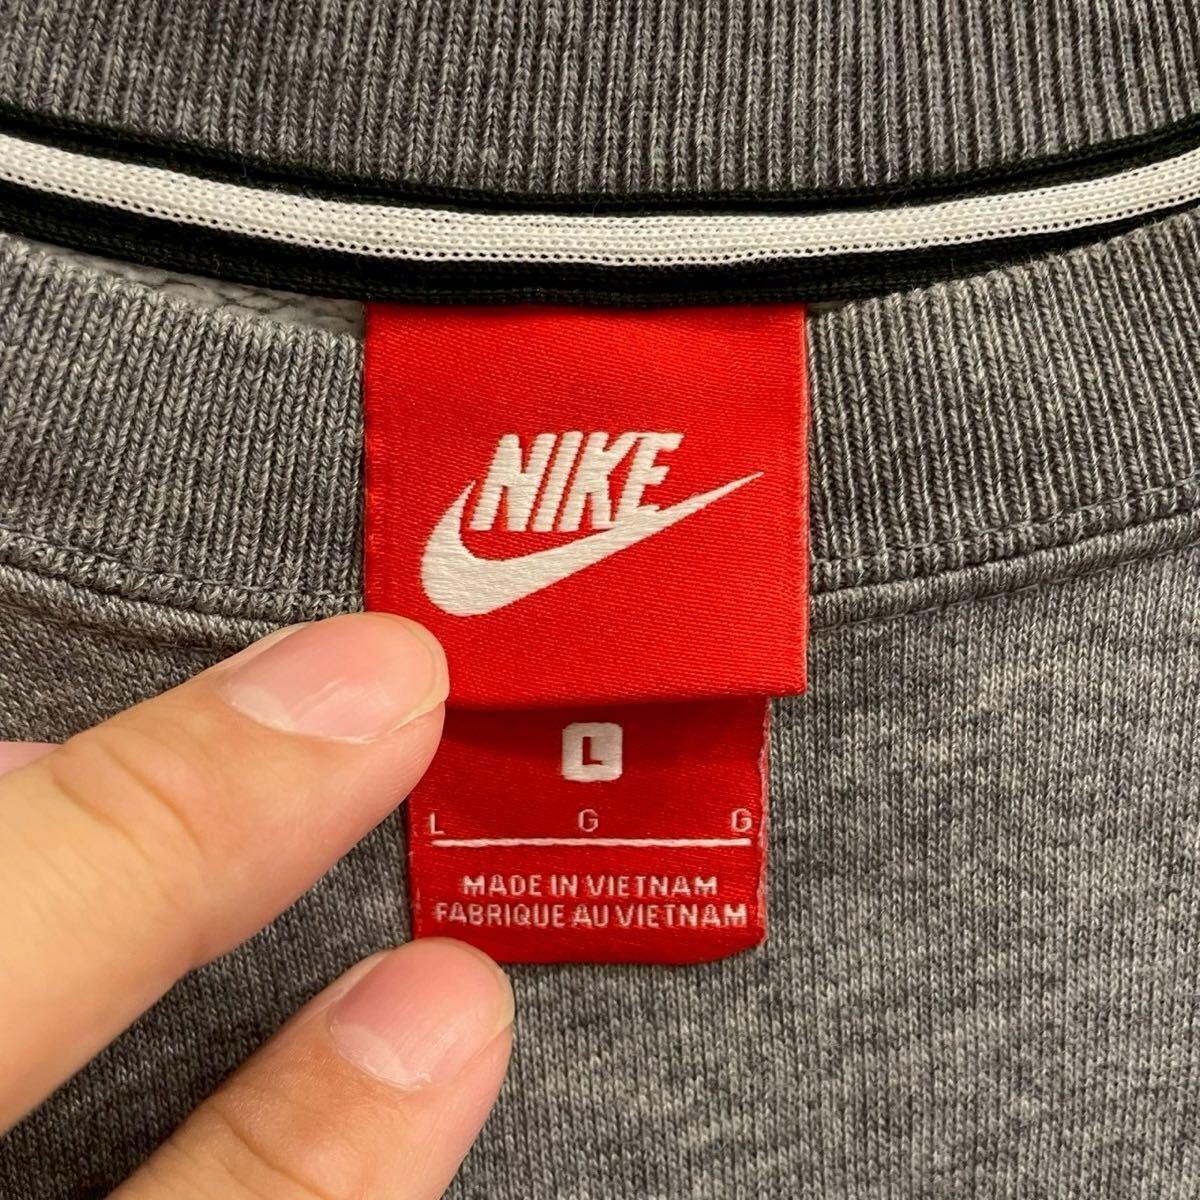 NIKE
L
L G G
MADE IN VIETNAM
FABRIQUE AU VIETNAM